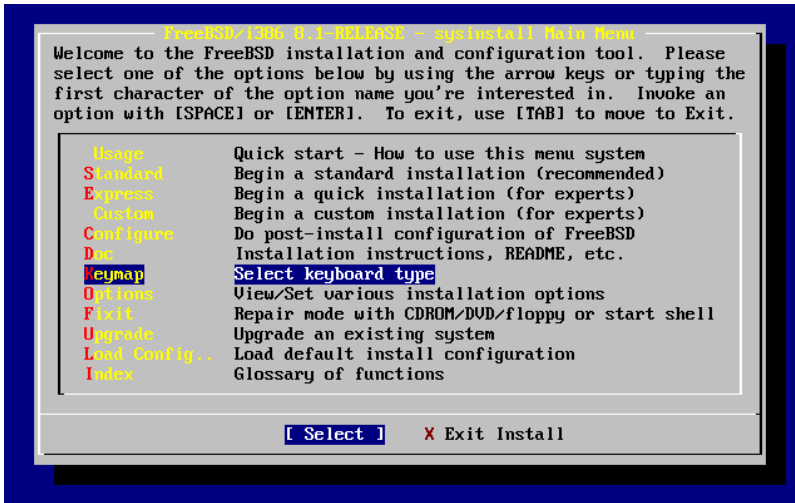 FreeBSD/i386 8.1-RELEASE - sysinstall Main Menu
Welcome to the FreeBSD installation and configuration tool.  Please
select one of the options below by using the arrow keys or typing the
first character of the option name you're interested in.  Invoke an
option with [SPACE] or [ENTER].  To exit, use [TAB] to move to Exit.
Usage Quick start - How to use this menu system
Standard Begin a standard installation (recommended)
Express Begin a quick installation (for experts)
Custom Begin a custom installation (for experts)
Configure Do post-install configuration of FreeBSD
Doc Installation instructions, README, etc.
Keymap Select keyboard type
Options View/Set various installation options
Fixit Repair mode with CDROM/DVD/floppy or start shell
Upgrade Upgrade an existing system
Load Config.. Load default install configuration
Index Glossary of functions
[ Select ] X Exit Install